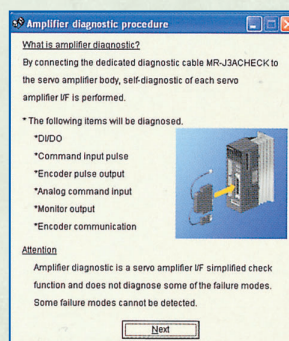 Amplifier diagnostic procedure
What is amplifier diagnostic?
By connecting the dedicated diagnostic cable MR-J3ACHECK to
the servo amplifier body, self-diagnostic of each servo
amplifier I/F is performed.
* The following items will be diagnosed.
*DI/DO
*Command input pulse
*Encoder pulse output
*Analog command input
*Monitor output
*Encoder communication
Attention
Amplifier diagnostic is a servo amplifier I/F simplified check
function and does not diagnose some of the failure modes.
Some failure modes cannot be detected.
Next